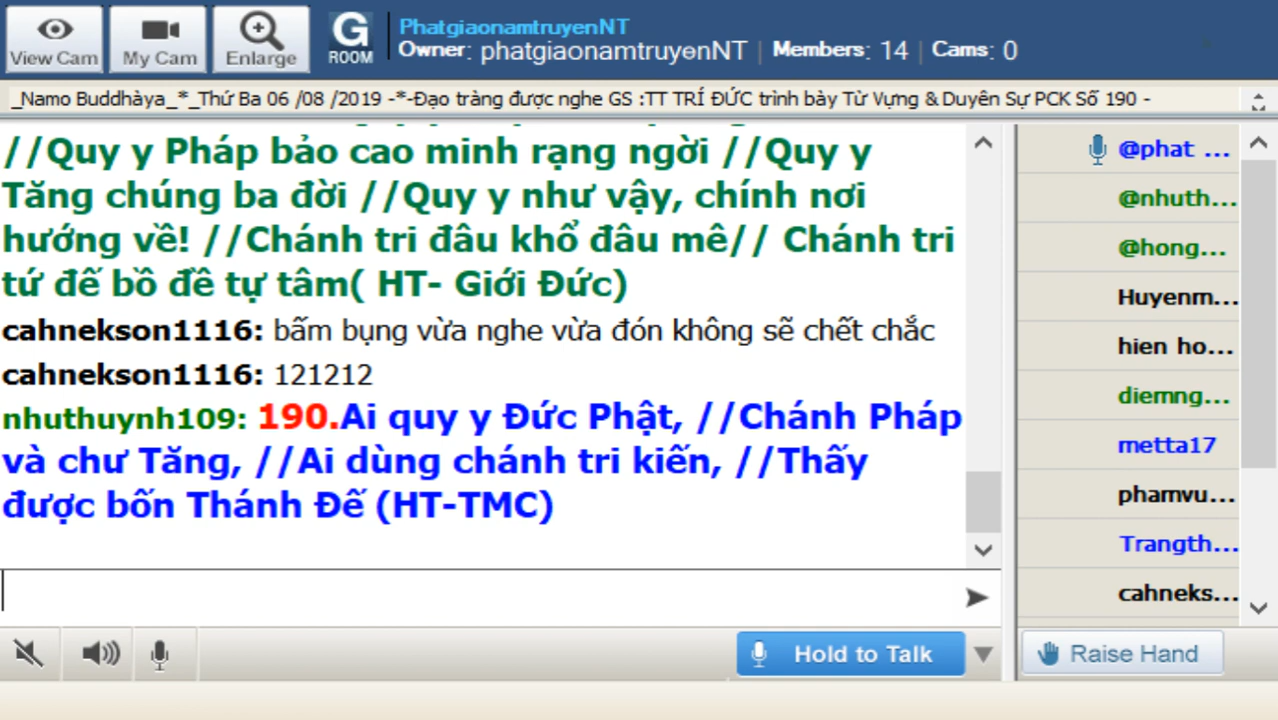 View Cam
My Cam
Enlarge
G
ROOM
PhatgiaonamtruyenNT
Owner: phatgiaonamtruyenNT | Members: 14 | Cams: 0
_Namo Buddhàya_*_Thứ Ba 06 /08 /2019 -*-Đạo tràng được nghe GS :TT TRÍ ĐỨC trình bày Từ Vựng & Duyên Sự PCK Số 190 -
//Quy y Pháp bảo cao minh rạng ngời //Quy y
Tăng chúng ba đời //Quy y như vậy, chính nơi
hướng về! //Chánh tri đâu khổ đâu mê// Chánh tri
tứ đế bồ đề tự tâm( HT- Giới Đức)
cahnekson1116: bấm bụng vừa nghe vừa đón không sẽ chết chắc
cahnekson1116: 121212
nhuthuynh109: 190.Ai quy y Đức Phật, //Chánh Pháp
và chư Tăng, //Ai dùng chánh tri kiến, //Thấy
được bốn Thánh Đế (HT-TMC)
@phat ...
@nhuth...
@hong...
Huyenm...
hien ho...
diemng...
metta17
phamvu...
Trangth...
cahneks...
Hold to Talk
Raise Hand